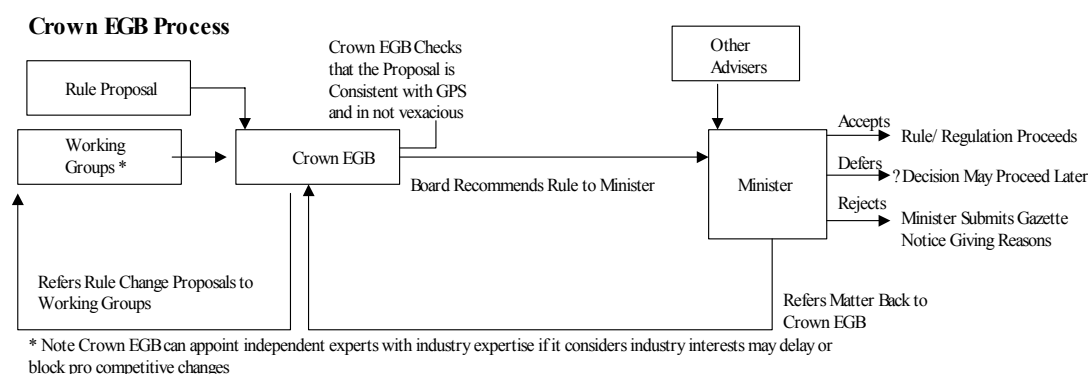 Crown EGB Process
Crown EGB Checks
that the Proposal is
Consistent with GPS
and in not vexacious
Other
Advisers
Rule Proposal
Working
Groups *
Crown EGB
Board Recommends Rule to Minister
Minister
Accepts
Rule/ Regulation Proceeds
Defers
? Decision May Proceed Later
Rejects
Minister Submits Gazette
Notice Giving Reasons
Refers Rule Change Proposals to
Working Groups
Refers Matter Back to
Crown EGB
* Note Crown EGB can appoint independent experts with industry expertise if it considers industry interests may delay or
block pro competitive changes